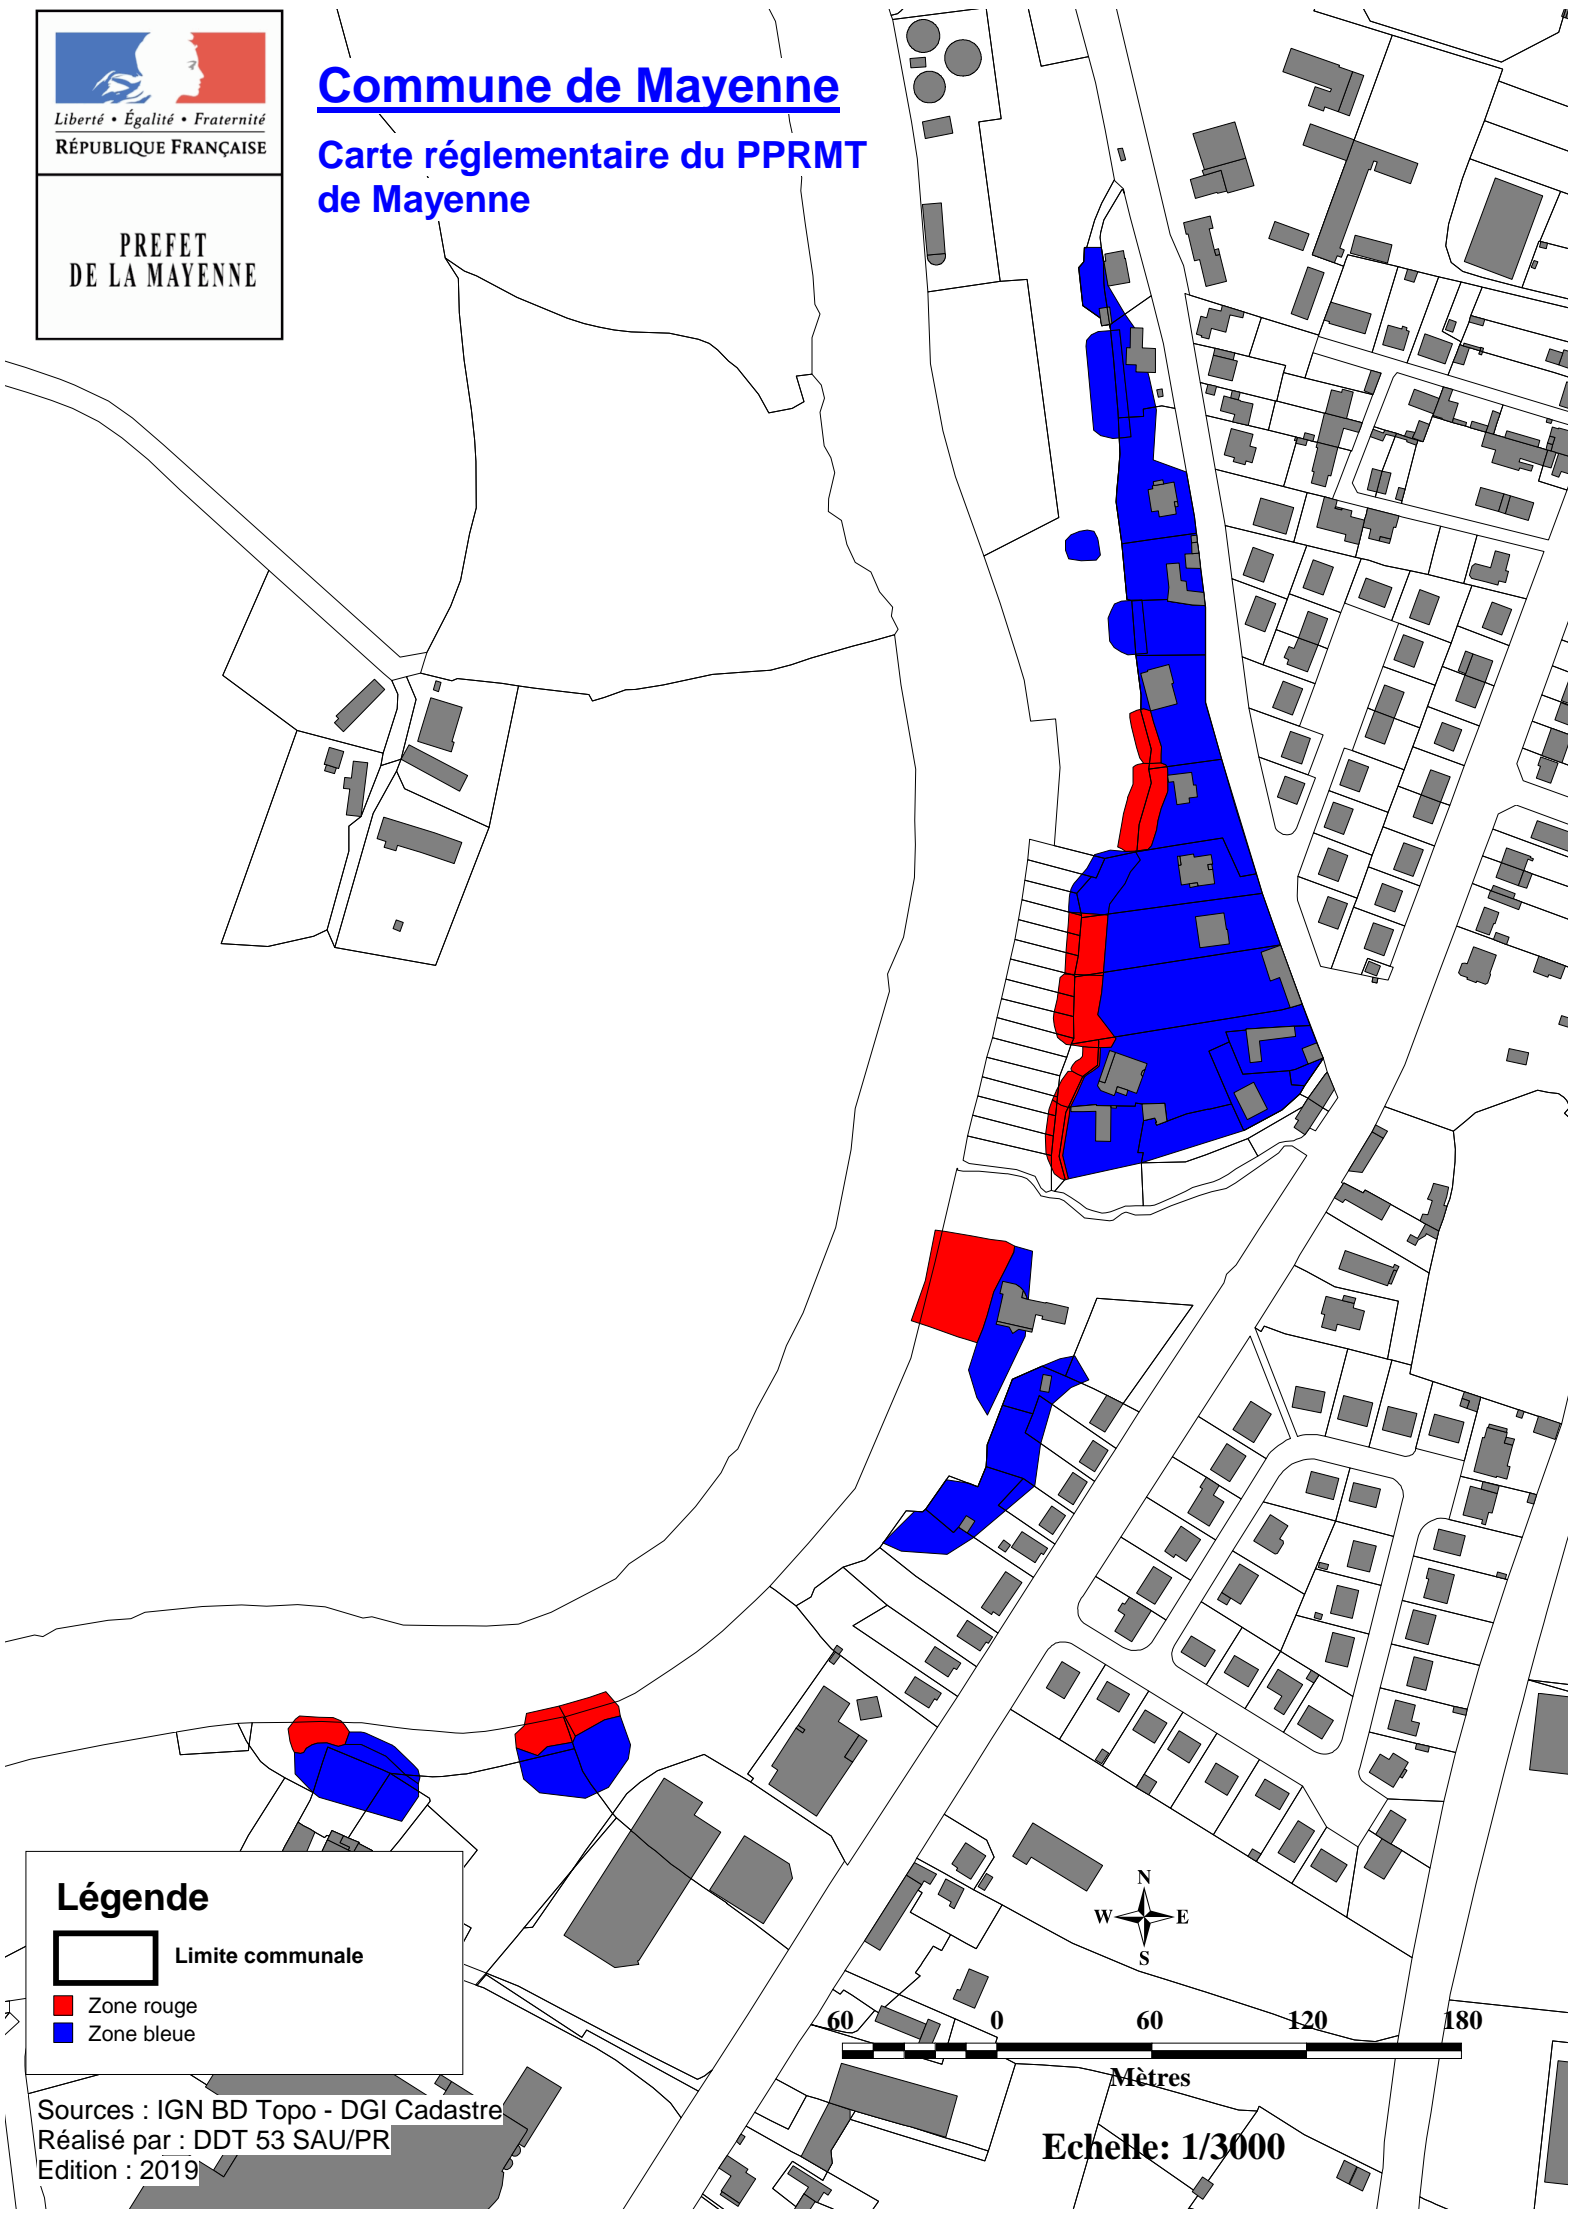 Liberté • Égalité • Fraternité
RÉPUBLIQUE FRANÇAISE
PREFET
DE LA MAYENNE
Commune de Mayenne
Carte réglementaire du PPRMT
de Mayenne
Légende
Limite communale
Zone rouge
Zone bleue
Sources : IGN BD Topo - DGI Cadastre
Réalisé par : DDT 53 SAU/PR
Edition : 2019
N
W E
S
60 0 60 120 180
Mètres
Echelle: 1/3000